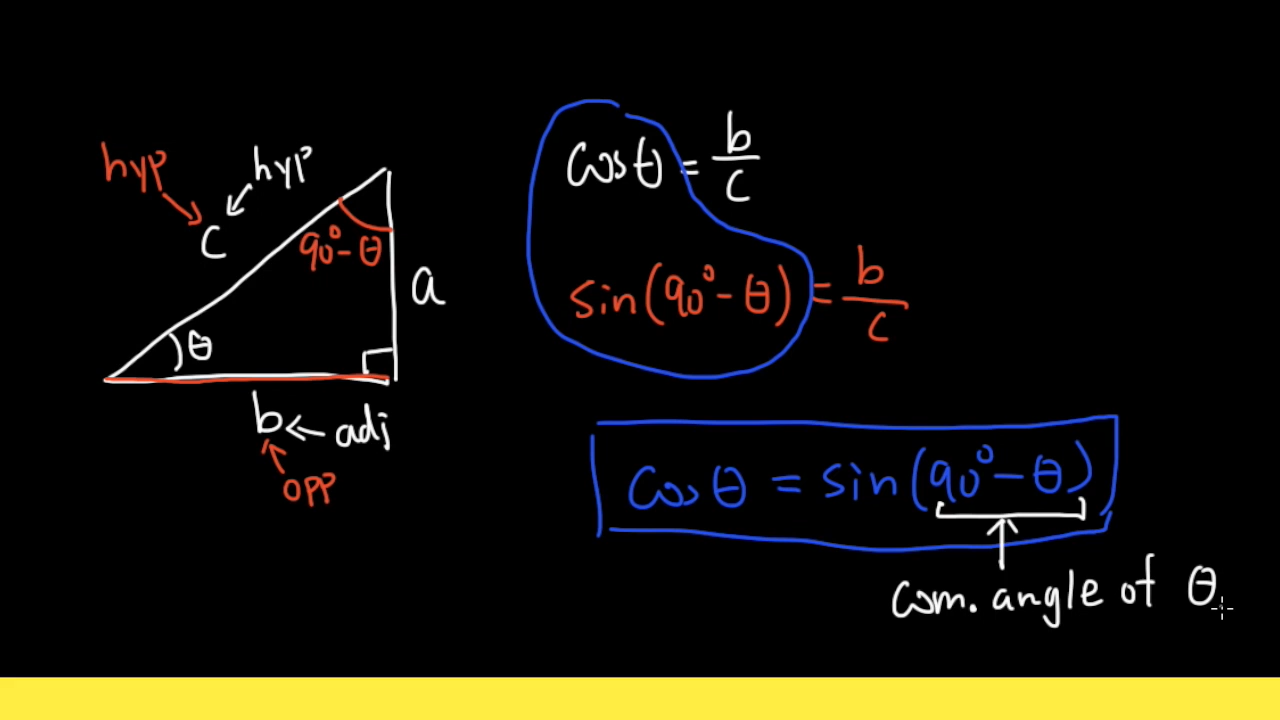 hyp
hyp
c
90° - θ
a
θ
b ← adj
opp
cos θ = b/c
sin(90° - θ) = b/c
cos θ = sin(90° - θ)
com. angle of θ